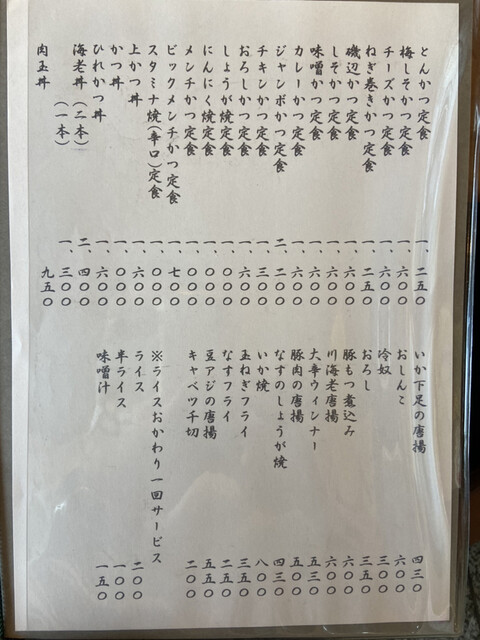 とんかつ定食 一、二五〇
梅しそかつ定食 一、六〇〇
チーズかつ定食 一、六〇〇
ねぎ巻きかつ定食 一、二五〇
磯辺かつ定食 一、六〇〇
しそかつ定食 一、六〇〇
味噌かつ定食 一、六〇〇
カレーかつ定食 一、六〇〇
ジャンボかつ定食 二、二〇〇
チキンかつ定食 一、三〇〇
おろしかつ定食 一、六〇〇
しょうが焼定食 一、〇〇〇
にんにく焼定食 一、〇〇〇
メンチかつ定食 一、〇〇〇
ビックメンチかつ定食 一、七〇〇
スタミナ焼(辛口)定食 一、〇〇〇
上かつ丼 一、六〇〇
かつ丼 一、〇〇〇
ひれかつ丼 一、六〇〇
海老丼(二本) 二、四〇〇
(一本) 一、三〇〇
肉玉丼 九五〇
いか下足の唐揚 四三〇
おしんこ 六〇〇
冷奴 三〇〇
おろし 三五〇
豚もつ煮込み 六〇〇
川海老唐揚 六〇〇
大辛ウィンナー 五三〇
豚肉の唐揚 五〇〇
なすのしょうが焼 四三〇
いか焼 八〇〇
玉ねぎフライ 三五〇
なすフライ 二五〇
豆アジの唐揚 五五〇
キャベツ千切 二〇〇
※ライスおかわり一回サービス
ライス 二〇〇
半ライス 一〇〇
味噌汁 一五〇